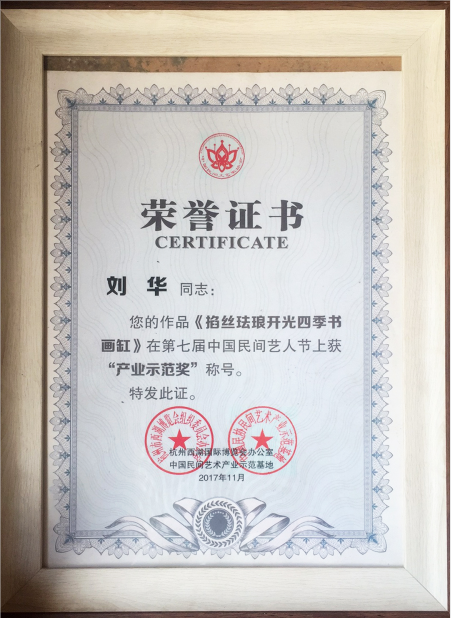 荣誉证书
CERTIFICATE
刘 华 同志：
您的作品《掐丝珐琅开光四季书
画缸》在第七届中国民间艺人节上获
“产业示范奖”称号。
特发此证。
杭州西湖国际博览会办公室
中国民间艺术产业示范基地
2017年11月